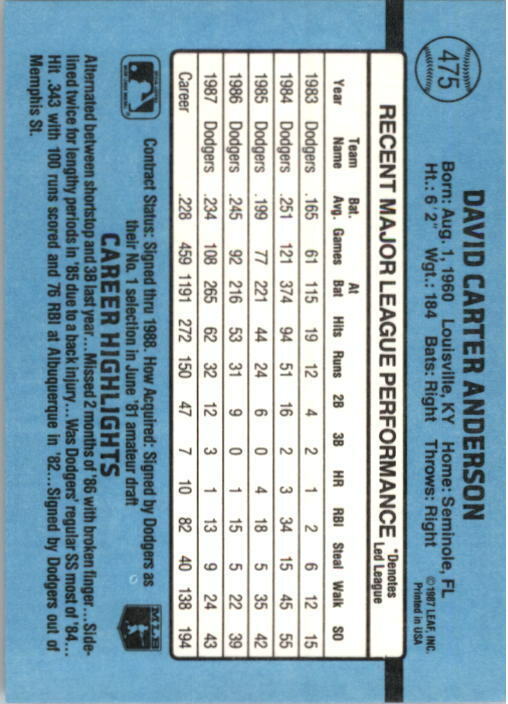 475
DAVID CARTER ANDERSON
Born: Aug. 1, 1960 Louisville, KY Home: Seminole, FL
Ht.: 6'2" Wgt.: 184 Bats: Right Throws: Right
©1987 LEAF, INC.
Printed in USA
RECENT MAJOR LEAGUE PERFORMANCE *Denotes Led League
Year Team Name Bat. Avg. Games At Bat Hits Runs 2B 3B HR RBI Steal Walk SO
1983 Dodgers .165 61 115 19 12 4 2 1 2 6 12 15
1984 Dodgers .251 121 374 94 51 16 2 3 34 15 45 55
1985 Dodgers .199 77 221 44 24 6 0 4 18 5 35 42
1986 Dodgers .245 92 216 53 31 9 0 1 15 5 22 39
1987 Dodgers .234 108 265 62 32 12 3 1 13 9 24 43
Career .228 459 1191 272 150 47 7 10 82 40 138 194
Contract Status: Signed thru 1988. How Acquired: Signed by Dodgers as
their No. 1 selection in June '81 amateur draft
MLB
CAREER HIGHLIGHTS
Alternated between shortstop and 3B last year...Missed 2 months of '86 with broken finger...Side-
lined twice for lengthy periods in '85 due to a back injury...Was Dodgers' regular SS most of '84...
Hit .343 with 100 runs scored and 76 RBI at Albuquerque in '82...Signed by Dodgers out of
Memphis St.